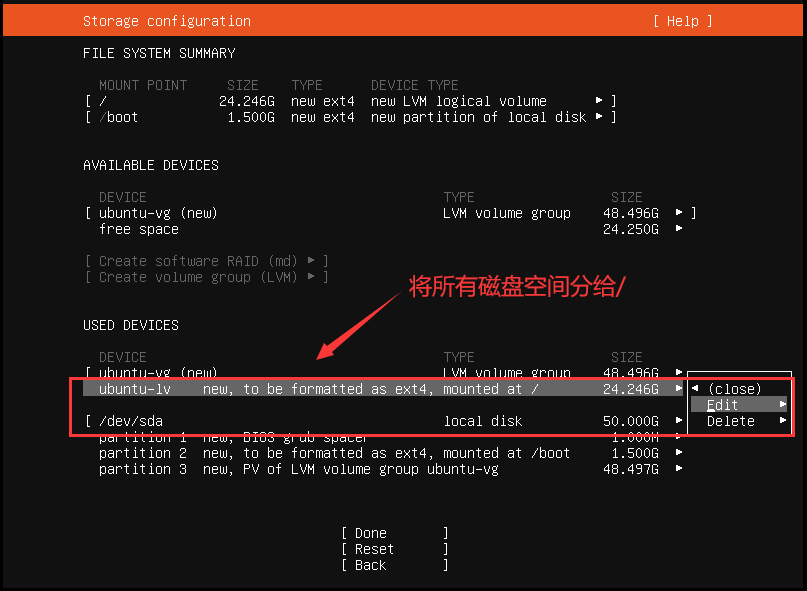 Storage configuration [ Help ]
FILE SYSTEM SUMMARY
MOUNT POINT SIZE TYPE DEVICE TYPE
[ / 24.246G new ext4 new LVM logical volume ▸ ]
[ /boot 1.500G new ext4 new partition of local disk ▸ ]
AVAILABLE DEVICES
DEVICE TYPE SIZE
[ ubuntu-vg (new) LVM volume group 48.496G ▸ ]
free space 24.250G ▸
[ Create software RAID (md) ▸ ]
[ Create volume group (LVM) ▸ ]
将所有磁盘空间分给/
USED DEVICES
DEVICE TYPE SIZE
[ ubuntu-vg (new) LVM volume group 48.496G ▸
ubuntu-lv new, to be formatted as ext4, mounted at / 24.246G ▸ ◂ (close)
Edit ▸
[ /dev/sda local disk 50.000G ▸ Delete ▸
partition 1 new, BIOS grub spacer 1.000M ▸
partition 2 new, to be formatted as ext4, mounted at /boot 1.500G ▸
partition 3 new, PV of LVM volume group ubuntu-vg 48.497G ▸
[ Done ]
[ Reset ]
[ Back ]